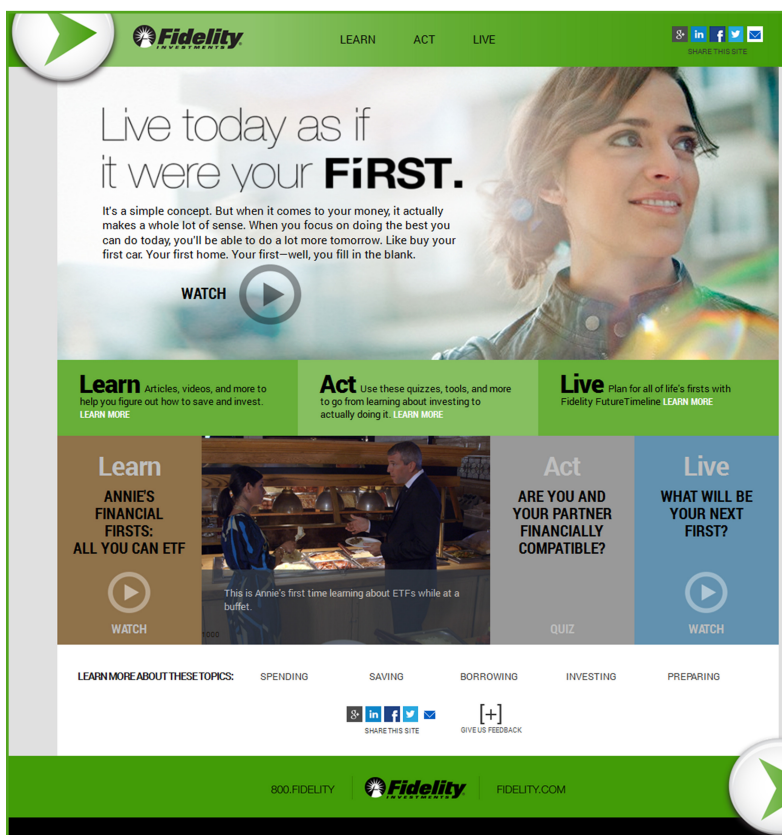 Fidelity
INVESTMENTS
LEARN ACT LIVE
SHARE THIS SITE
Live today as if
it were your FiRST.
It's a simple concept. But when it comes to your money, it actually
makes a whole lot of sense. When you focus on doing the best you
can do today, you'll be able to do a lot more tomorrow. Like buy your
first car. Your first home. Your first—well, you fill in the blank.
WATCH
Learn Articles, videos, and more to
help you figure out how to save and invest.
LEARN MORE
Act Use these quizzes, tools, and more
to go from learning about investing to
actually doing it. LEARN MORE
Live Plan for all of life's firsts with
Fidelity FutureTimeline LEARN MORE
Learn
ANNIE'S
FINANCIAL
FIRSTS:
ALL YOU CAN ETF
WATCH
This is Annie's first time learning about ETFs while at a
buffet.
Act
ARE YOU AND
YOUR PARTNER
FINANCIALLY
COMPATIBLE?
QUIZ
Live
WHAT WILL BE
YOUR NEXT
FIRST?
WATCH
LEARN MORE ABOUT THESE TOPICS: SPENDING SAVING BORROWING INVESTING PREPARING
SHARE THIS SITE
[+]
GIVE US FEEDBACK
800.FIDELITY
Fidelity
INVESTMENTS
FIDELITY.COM